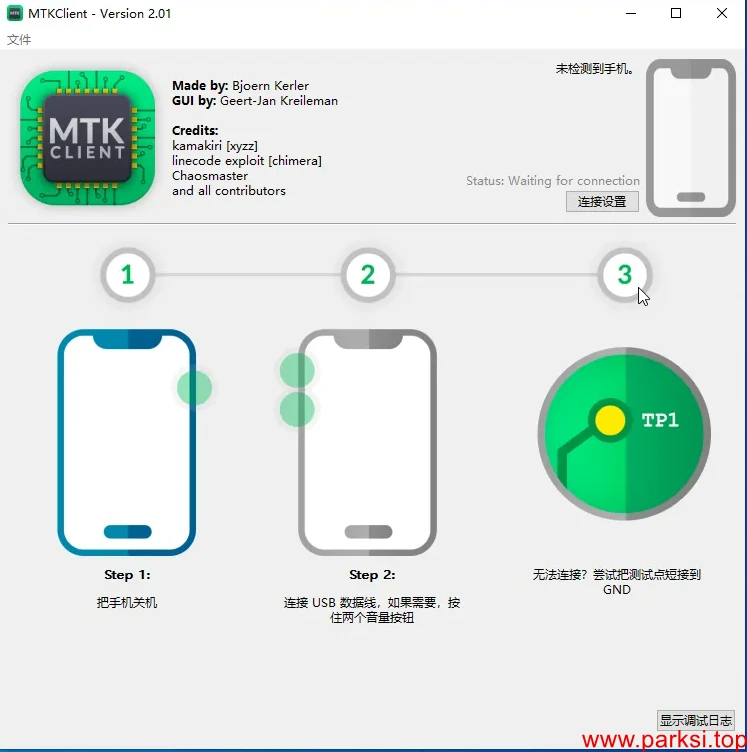 MTKClient - Version 2.01
文件
MTK
CLIENT
Made by: Bjoern Kerler
GUI by: Geert-Jan Kreileman
Credits:
kamakiri [xyzz]
linecode exploit [chimera]
Chaosmaster
and all contributors
未检测到手机。
Status: Waiting for connection
连接设置
1
2
3
TP1
Step 1:
把手机关机
Step 2:
连接 USB 数据线，如果需要，按
住两个音量按钮
无法连接？尝试把测试点短接到
GND
显示调试日志
www.parksi.top